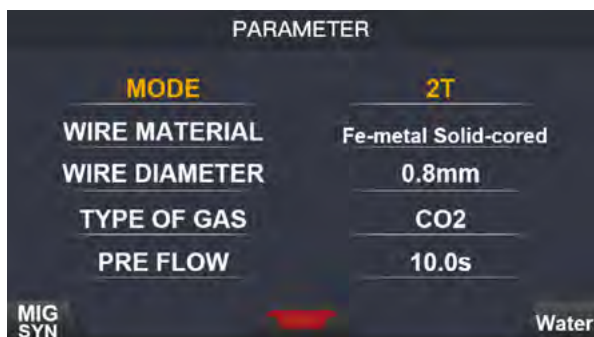 PARAMETER
MODE 2T
WIRE MATERIAL Fe-metal Solid-cored
WIRE DIAMETER 0.8mm
TYPE OF GAS CO2
PRE FLOW 10.0s
MIG
SYN Water